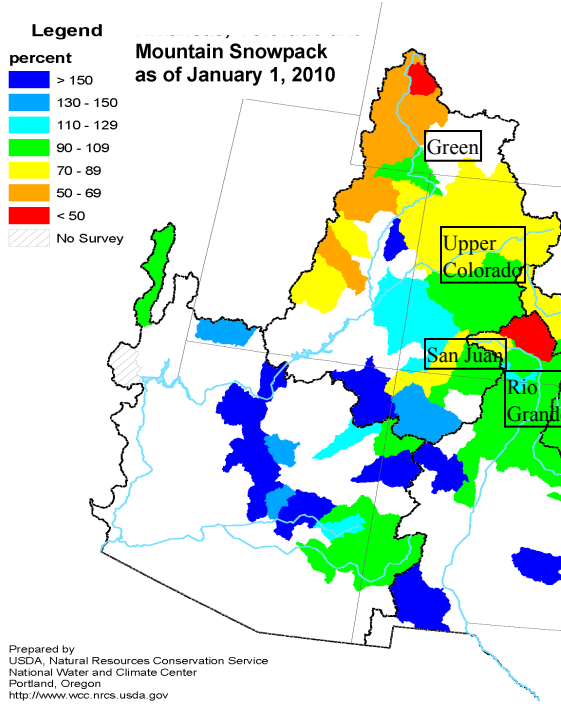 Legend
percent
> 150
130 - 150
110 - 129
90 - 109
70 - 89
50 - 69
< 50
No Survey
Mountain Snowpack
as of January 1, 2010
Green
Upper
Colorado
San Juan
Rio
Grand
Prepared by
USDA, Natural Resources Conservation Service
National Water and Climate Center
Portland, Oregon
http://www.wcc.nrcs.usda.gov